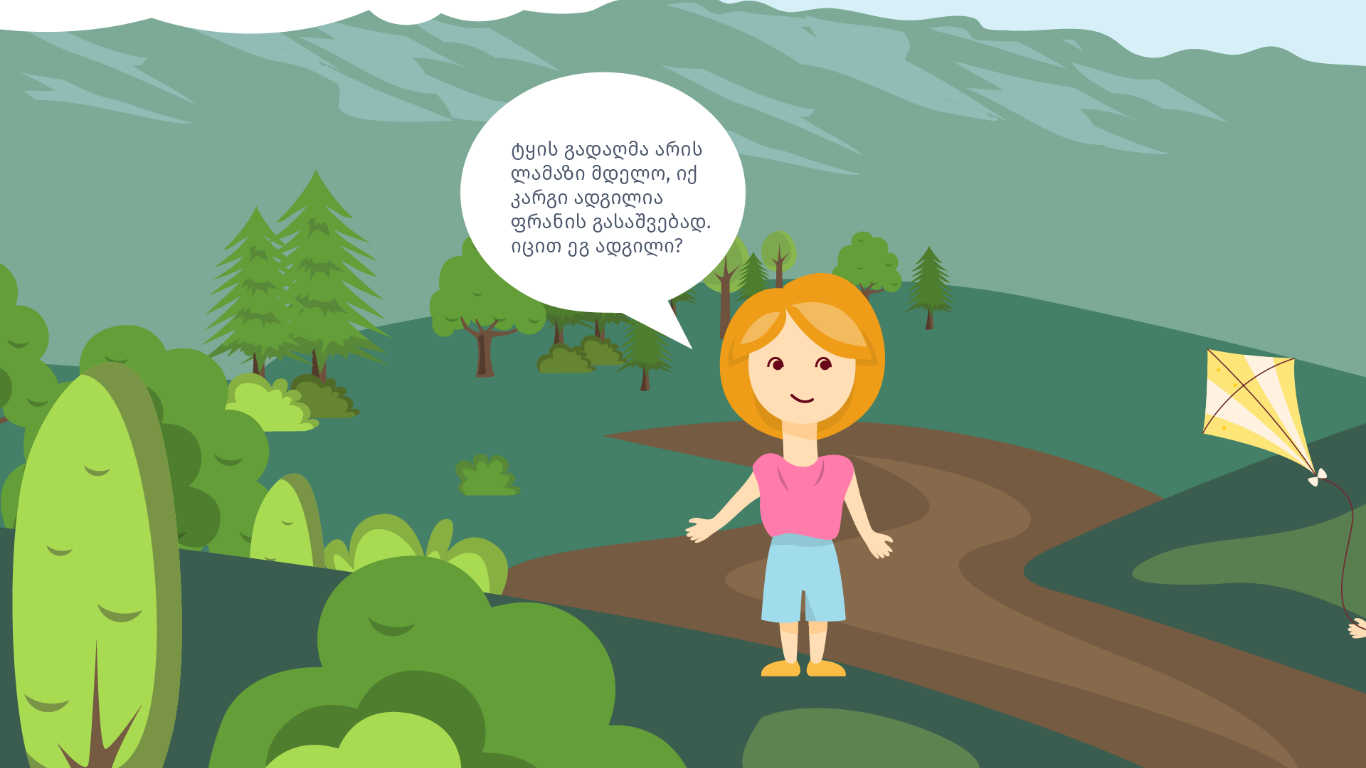 ტყის გადაღმა არის
ლამაზი მდელო, იქ
კარგი ადგილია
ფრანის გასაშვებად.
იცით ეგ ადგილი?